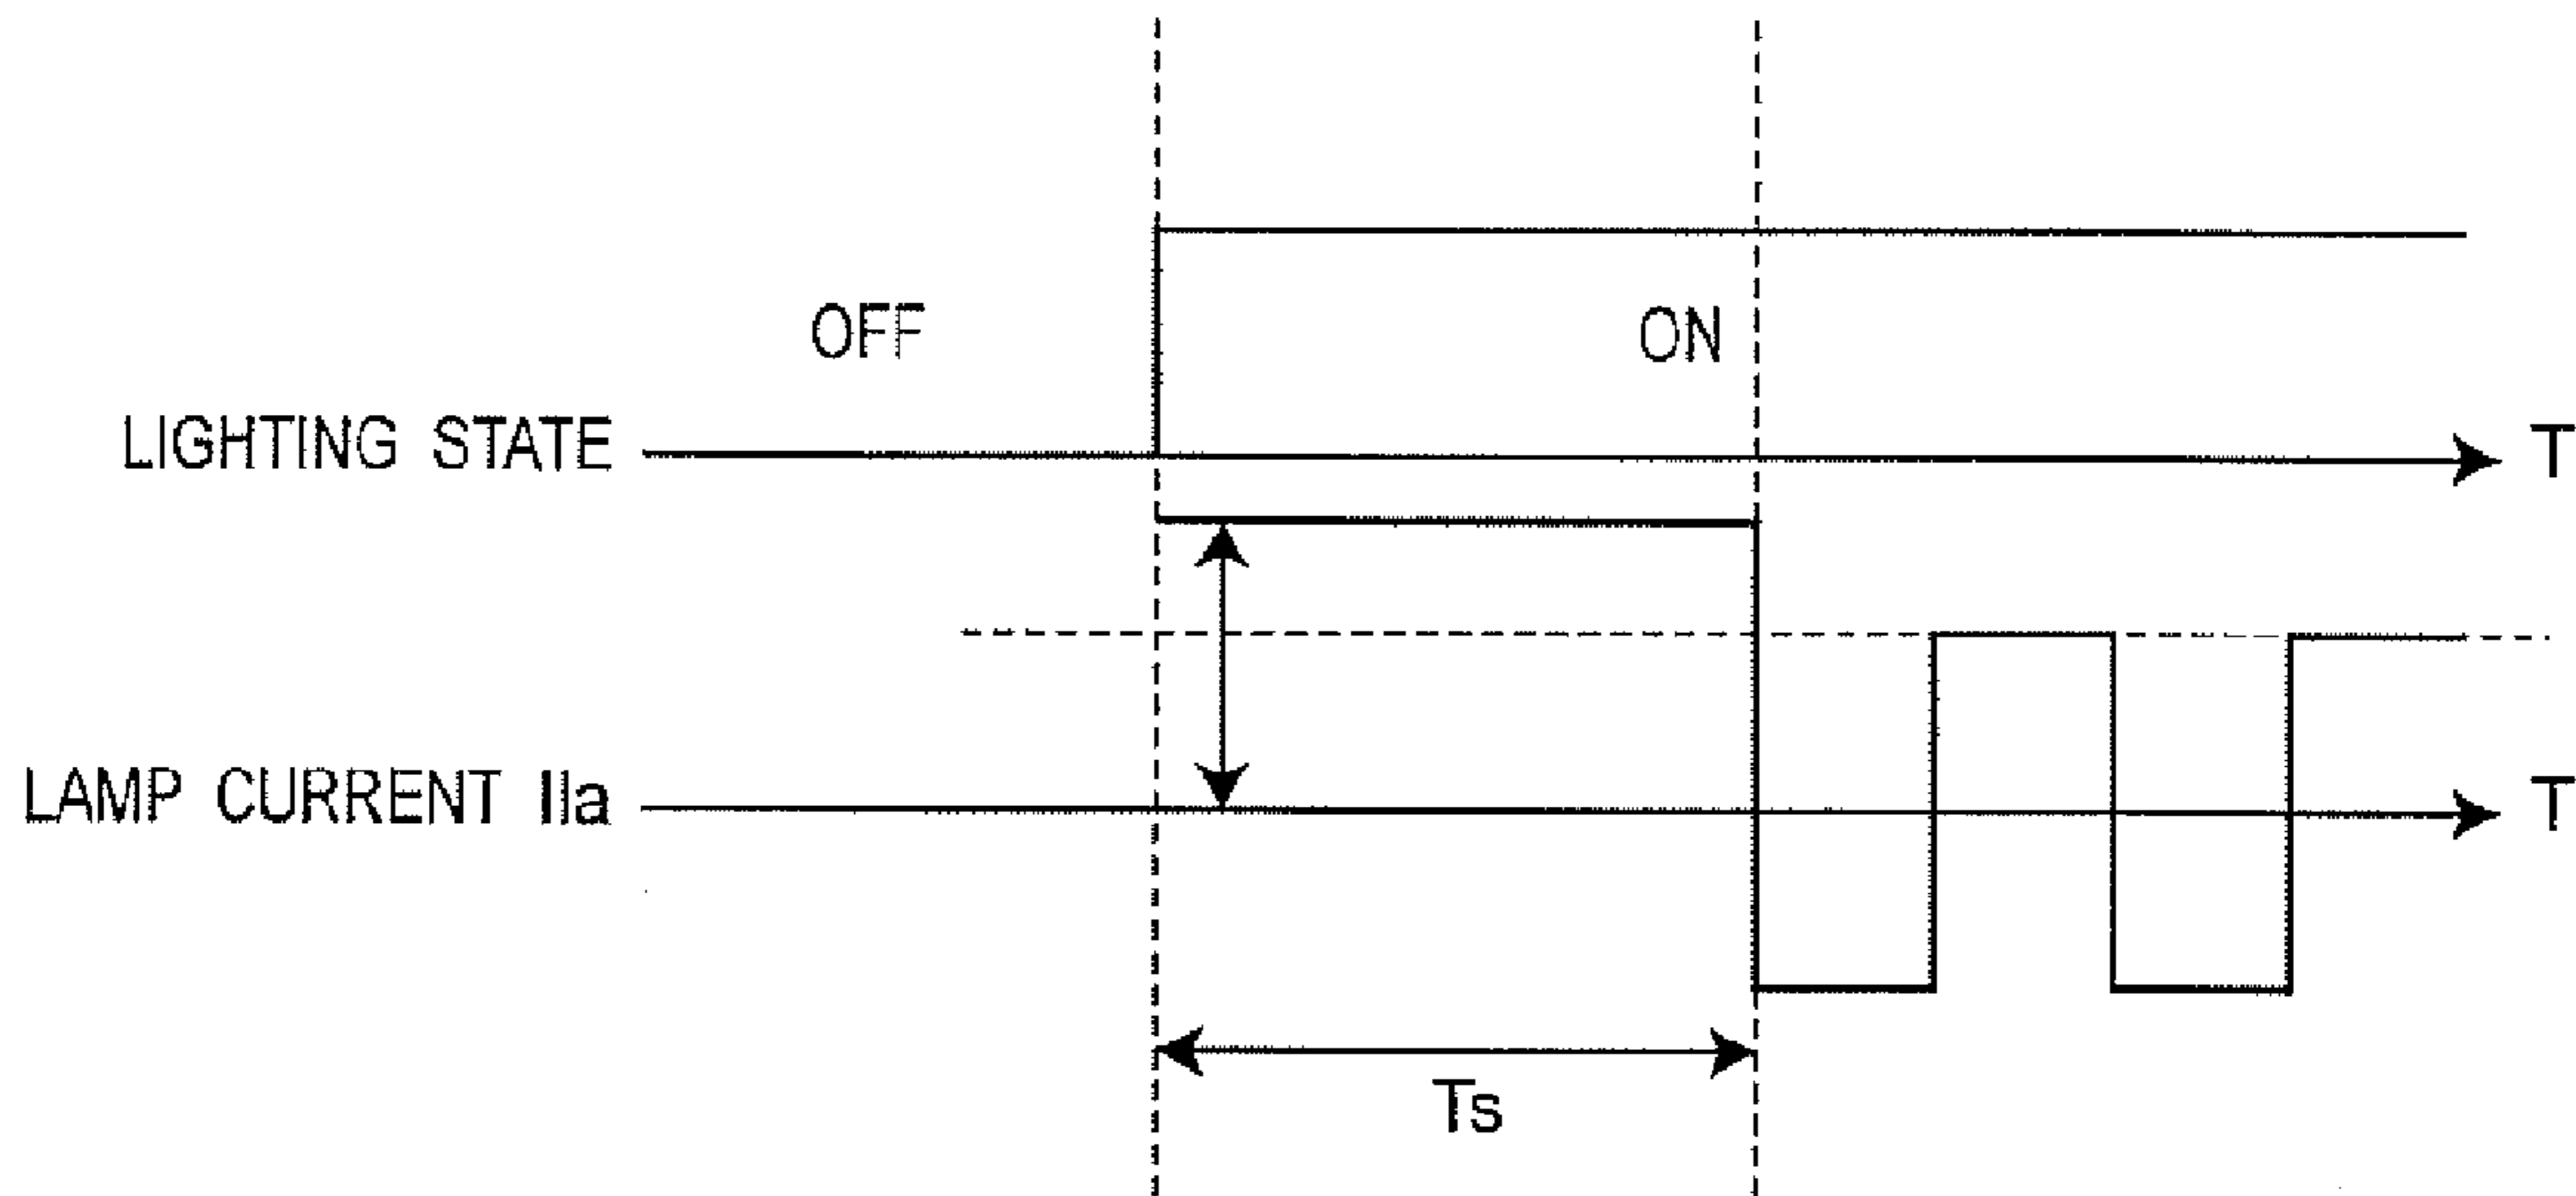 OFF
ON
LIGHTING STATE
T
LAMP CURRENT Ila
T
Ts